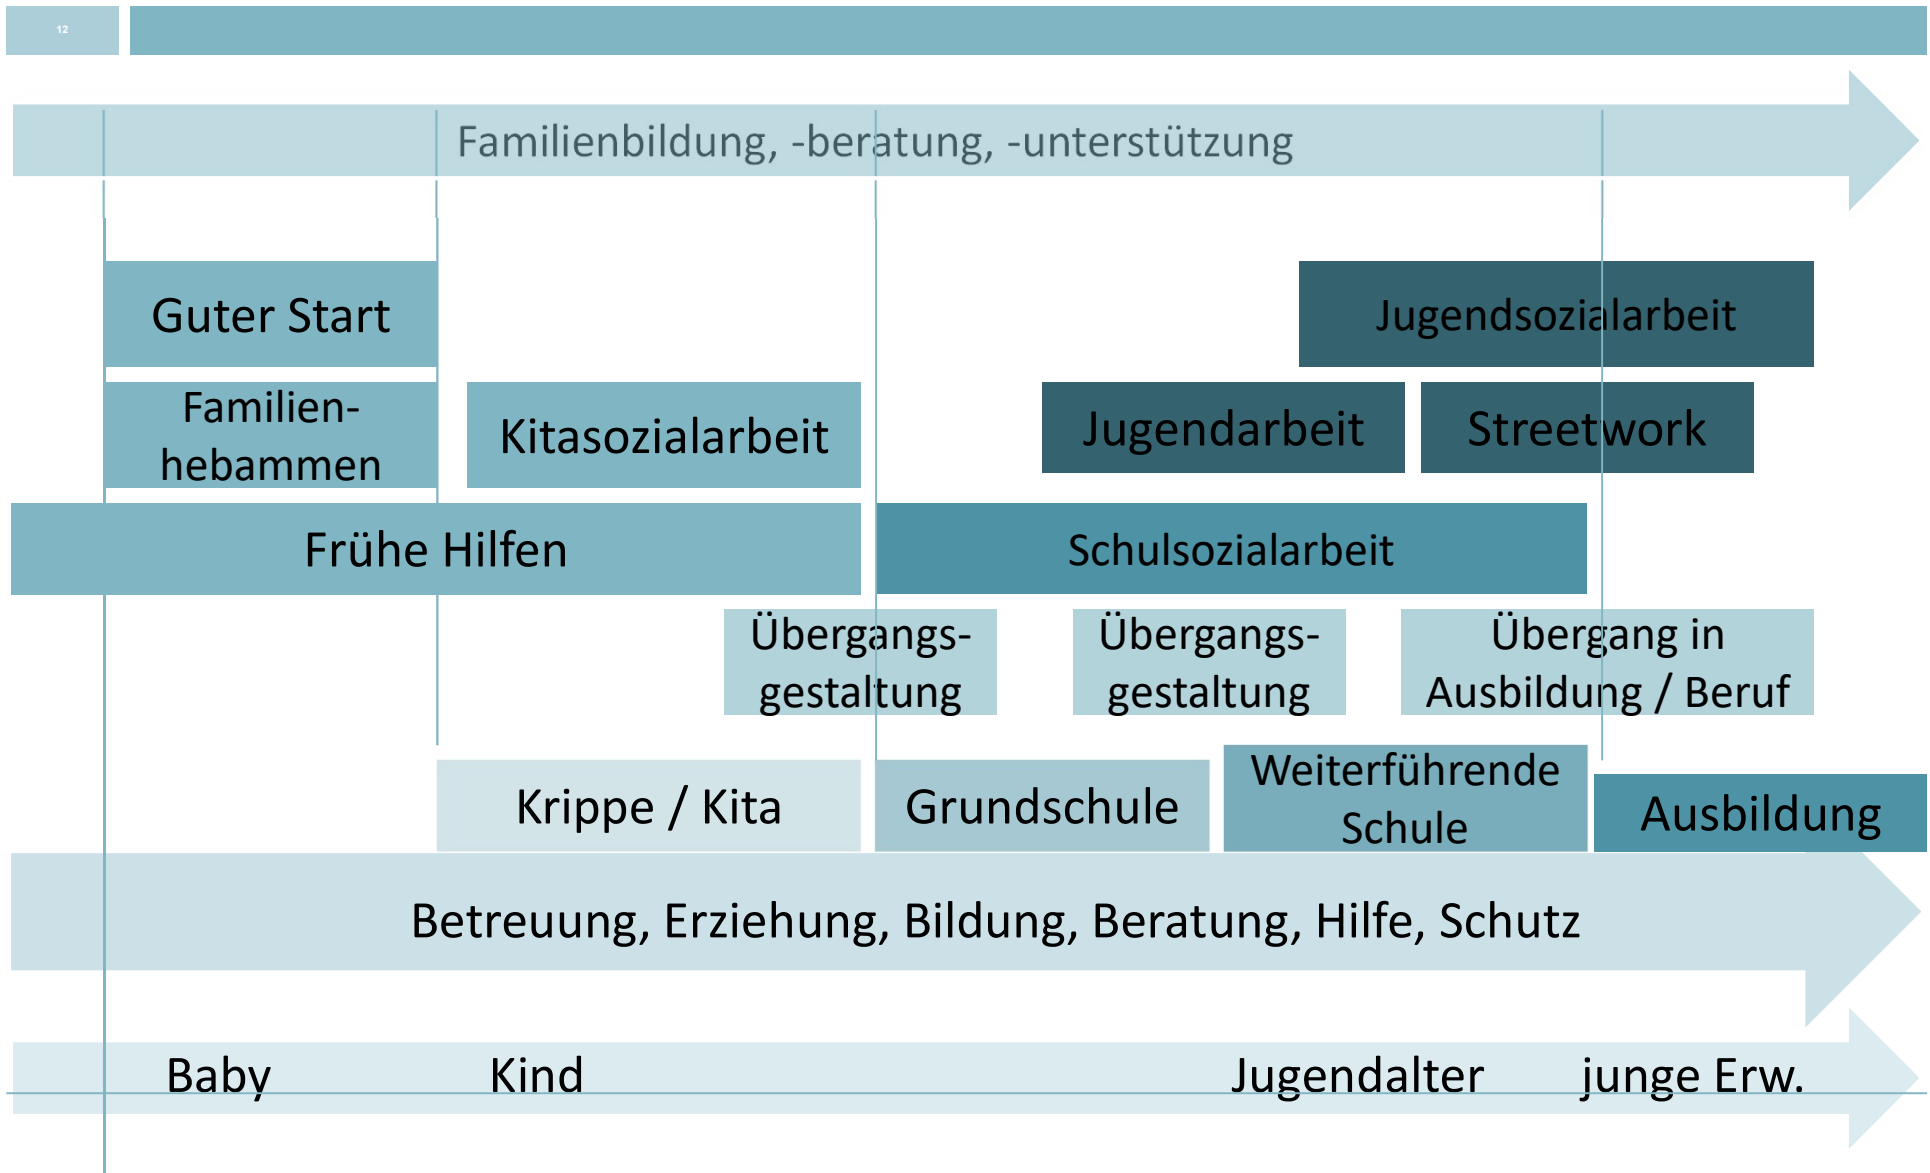 12
Familienbildung, -beratung, -unterstützung
Guter Start
Jugendsozialarbeit
Familien-
hebammen
Kitasozialarbeit
Jugendarbeit
Streetwork
Frühe Hilfen
Schulsozialarbeit
Übergangs-
gestaltung
Übergangs-
gestaltung
Übergang in
Ausbildung / Beruf
Krippe / Kita
Grundschule
Weiterführende
Schule
Ausbildung
Betreuung, Erziehung, Bildung, Beratung, Hilfe, Schutz
Baby
Kind
Jugendalter
junge Erw.